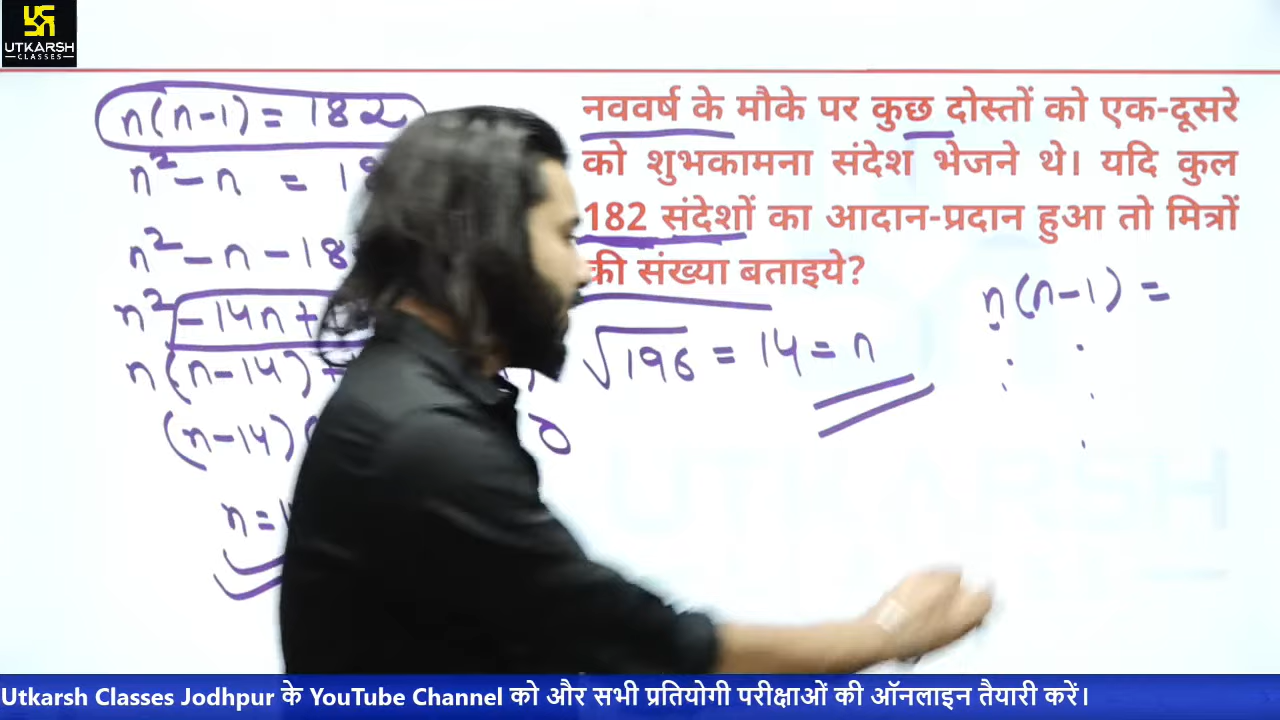 UTKARSH
CLASSES
n(n-1) = 182
n² - n = 18
n² - n - 18
n² - 14n +
n(n-14) +
(n-14) 0
n = 1
नववर्ष के मौके पर कुछ दोस्तों को एक-दूसरे
को शुभकामना संदेश भेजने थे। यदि कुल
182 संदेशों का आदान-प्रदान हुआ तो मित्रों
की संख्या बताइये?
n(n-1) =
√196 = 14 = n
Utkarsh Classes Jodhpur के YouTube Channel को और सभी प्रतियोगी परीक्षाओं की ऑनलाइन तैयारी करें।